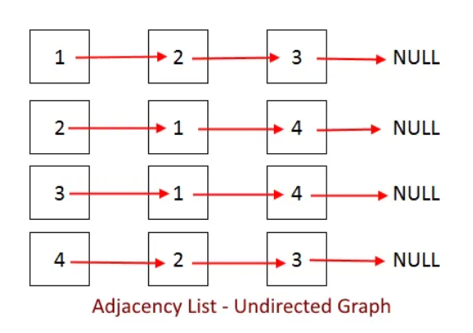 1 2 3 NULL
2 1 4 NULL
3 1 4 NULL
4 2 3 NULL
Adjacency List - Undirected Graph